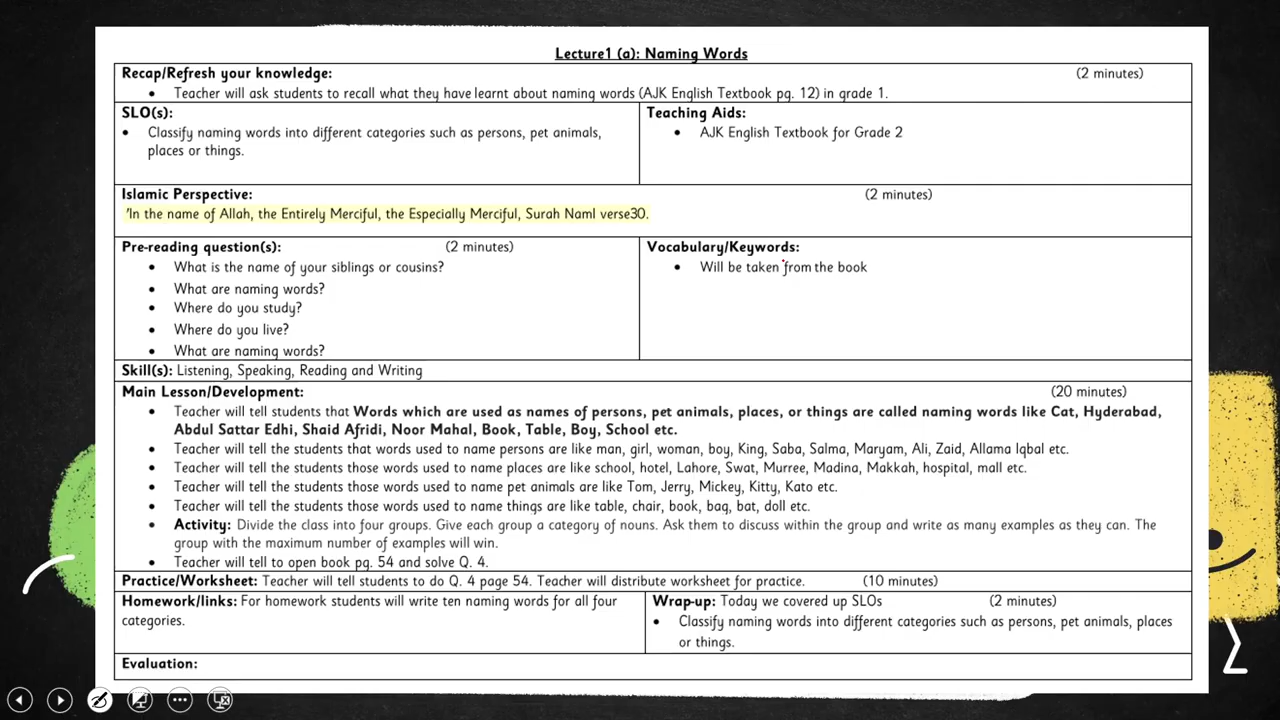 Lecture1 (a): Naming Words
Recap/Refresh your knowledge: (2 minutes)
• Teacher will ask students to recall what they have learnt about naming words (AJK English Textbook pg. 12) in grade 1.
SLO(s):
• Classify naming words into different categories such as persons, pet animals,
places or things.
Teaching Aids:
• AJK English Textbook for Grade 2
Islamic Perspective: (2 minutes)
'In the name of Allah, the Entirely Merciful, the Especially Merciful, Surah Naml verse30.
Pre-reading question(s): (2 minutes)
• What is the name of your siblings or cousins?
• What are naming words?
• Where do you study?
• Where do you live?
• What are naming words?
Vocabulary/Keywords:
• Will be taken from the book
Skill(s): Listening, Speaking, Reading and Writing
Main Lesson/Development: (20 minutes)
• Teacher will tell students that Words which are used as names of persons, pet animals, places, or things are called naming words like Cat, Hyderabad,
Abdul Sattar Edhi, Shaid Afridi, Noor Mahal, Book, Table, Boy, School etc.
• Teacher will tell the students that words used to name persons are like man, girl, woman, boy, King, Saba, Salma, Maryam, Ali, Zaid, Allama Iqbal etc.
• Teacher will tell the students those words used to name places are like school, hotel, Lahore, Swat, Murree, Madina, Makkah, hospital, mall etc.
• Teacher will tell the students those words used to name pet animals are like Tom, Jerry, Mickey, Kitty, Kato etc.
• Teacher will tell the students those words used to name things are like table, chair, book, bag, bat, doll etc.
• Activity: Divide the class into four groups. Give each group a category of nouns. Ask them to discuss within the group and write as many examples as they can. The
group with the maximum number of examples will win.
• Teacher will tell to open book pg. 54 and solve Q. 4.
Practice/Worksheet: Teacher will tell students to do Q. 4 page 54. Teacher will distribute worksheet for practice. (10 minutes)
Homework/links: For homework students will write ten naming words for all four
categories.
Wrap-up: Today we covered up SLOs (2 minutes)
• Classify naming words into different categories such as persons, pet animals, places
or things.
Evaluation: